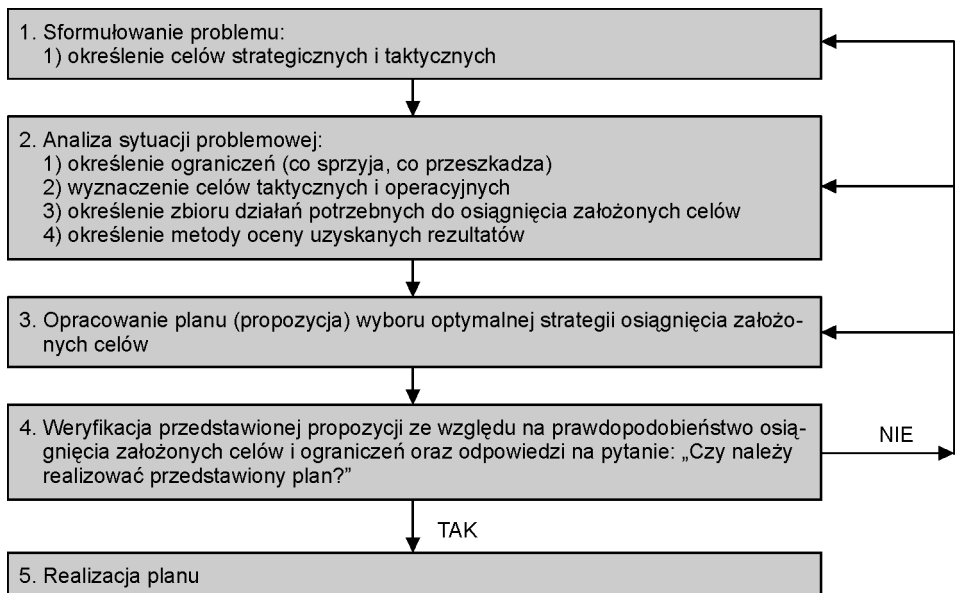 1. Sformułowanie problemu:
1) określenie celów strategicznych i taktycznych
2. Analiza sytuacji problemowej:
1) określenie ograniczeń (co sprzyja, co przeszkadza)
2) wyznaczenie celów taktycznych i operacyjnych
3) określenie zbioru działań potrzebnych do osiągnięcia założonych celów
4) określenie metody oceny uzyskanych rezultatów
3. Opracowanie planu (propozycja) wyboru optymalnej strategii osiągnięcia założo-
nych celów
4. Weryfikacja przedstawionej propozycji ze względu na prawdopodobieństwo osią-
gnięcia założonych celów i ograniczeń oraz odpowiedzi na pytanie: „Czy należy
realizować przedstawiony plan?”
NIE
TAK
5. Realizacja planu